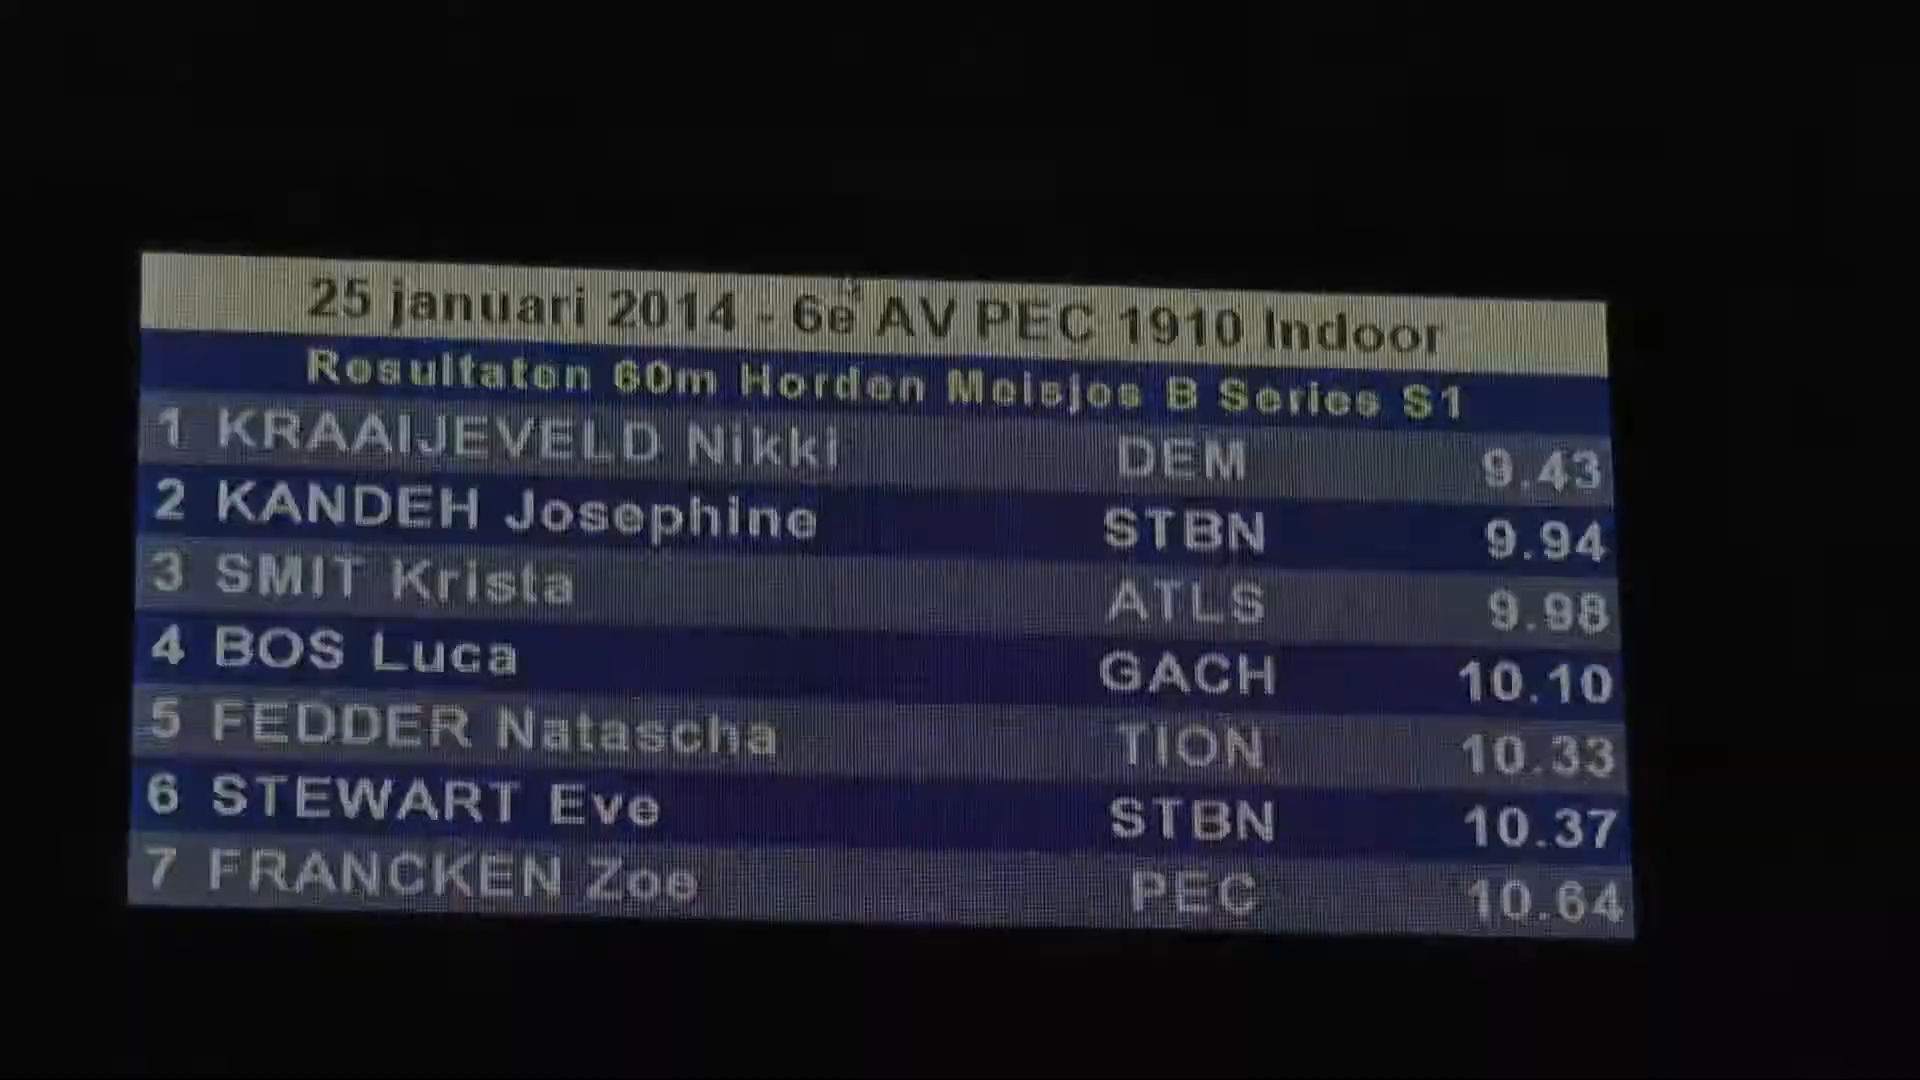 25 januari 2014 - 6e AV PEC 1910 Indoor
Resultaten 60m Horden Meisjes B Series S1
1 KRAAIJEVELD Nikki DEM 9.43
2 KANDEH Josephine STBN 9.94
3 SMIT Krista ATLS 9.98
4 BOS Luca GACH 10.10
5 FEDDER Natascha TION 10.33
6 STEWART Eve STBN 10.37
7 FRANCKEN Zoe PEC 10.64